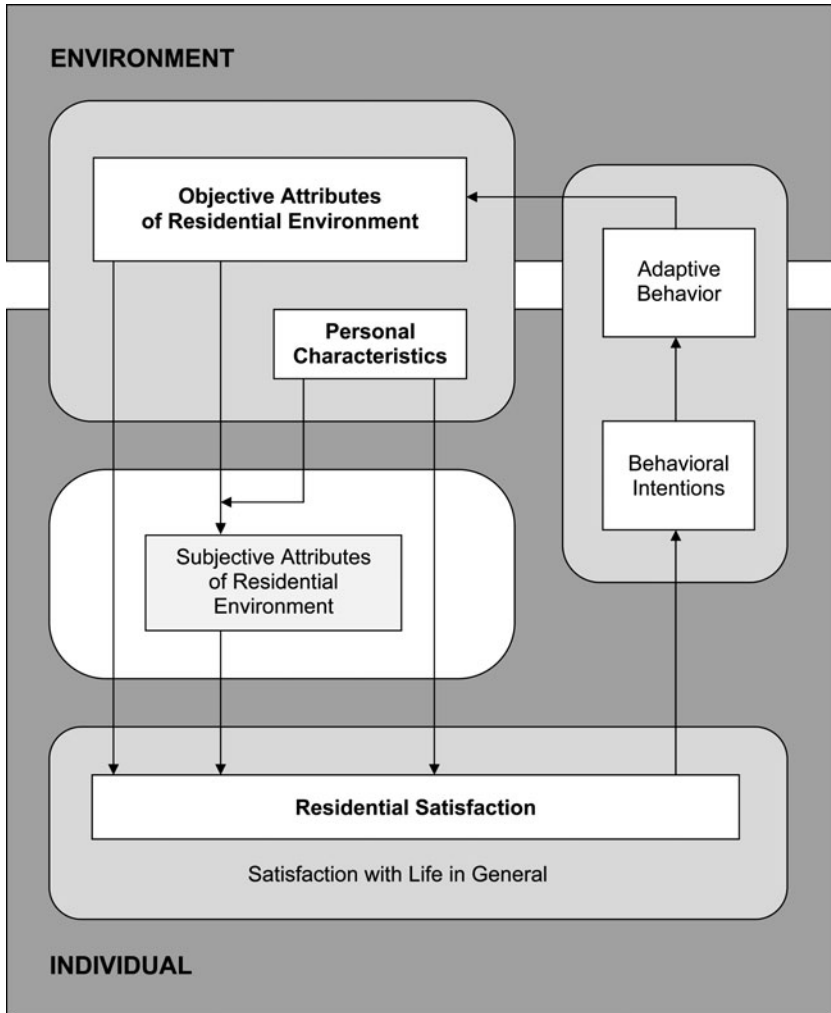 ENVIRONMENT
Objective Attributes
of Residential Environment
Adaptive
Behavior
Personal
Characteristics
Behavioral
Intentions
Subjective Attributes
of Residential
Environment
Residential Satisfaction
Satisfaction with Life in General
INDIVIDUAL